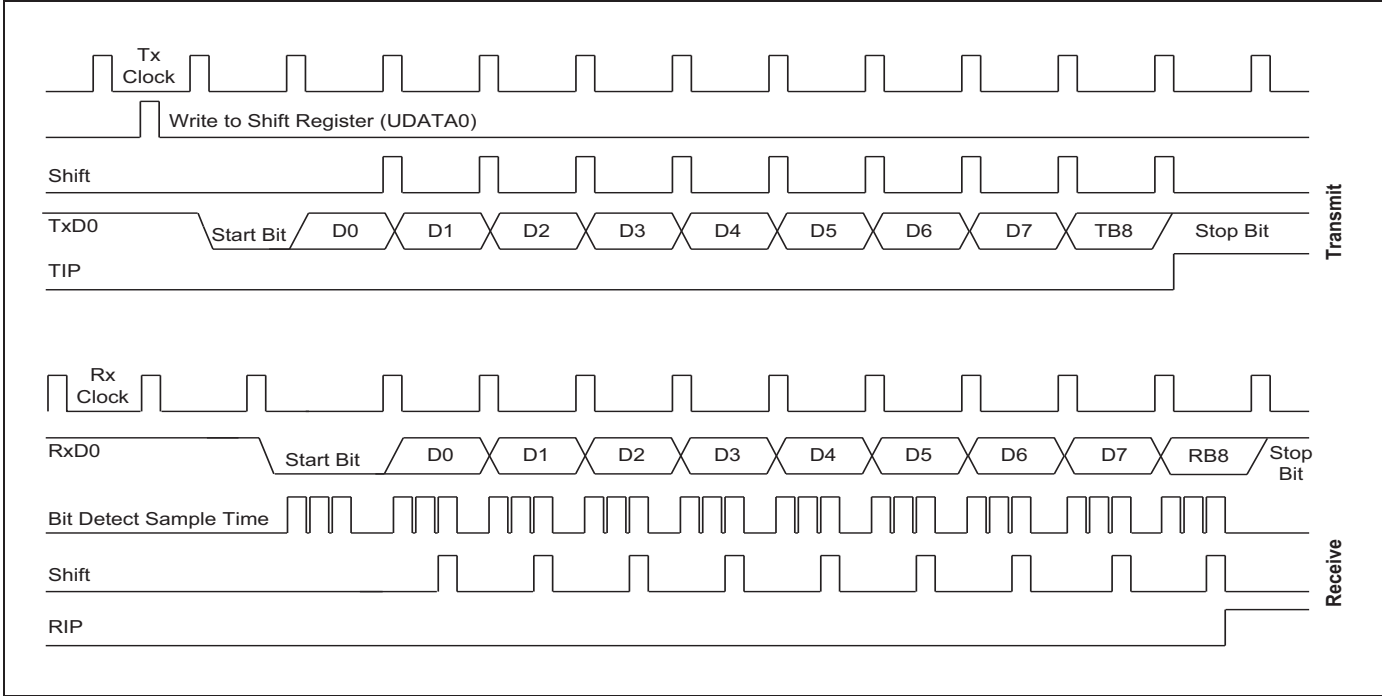 Tx
Clock
Write to Shift Register (UDATA0)
Shift
TxD0
Start Bit
D0
D1
D2
D3
D4
D5
D6
D7
TB8
Stop Bit
TIP
Transmit
Rx
Clock
RxD0
Start Bit
D0
D1
D2
D3
D4
D5
D6
D7
RB8
Stop
Bit
Bit Detect Sample Time
Shift
RIP
Receive